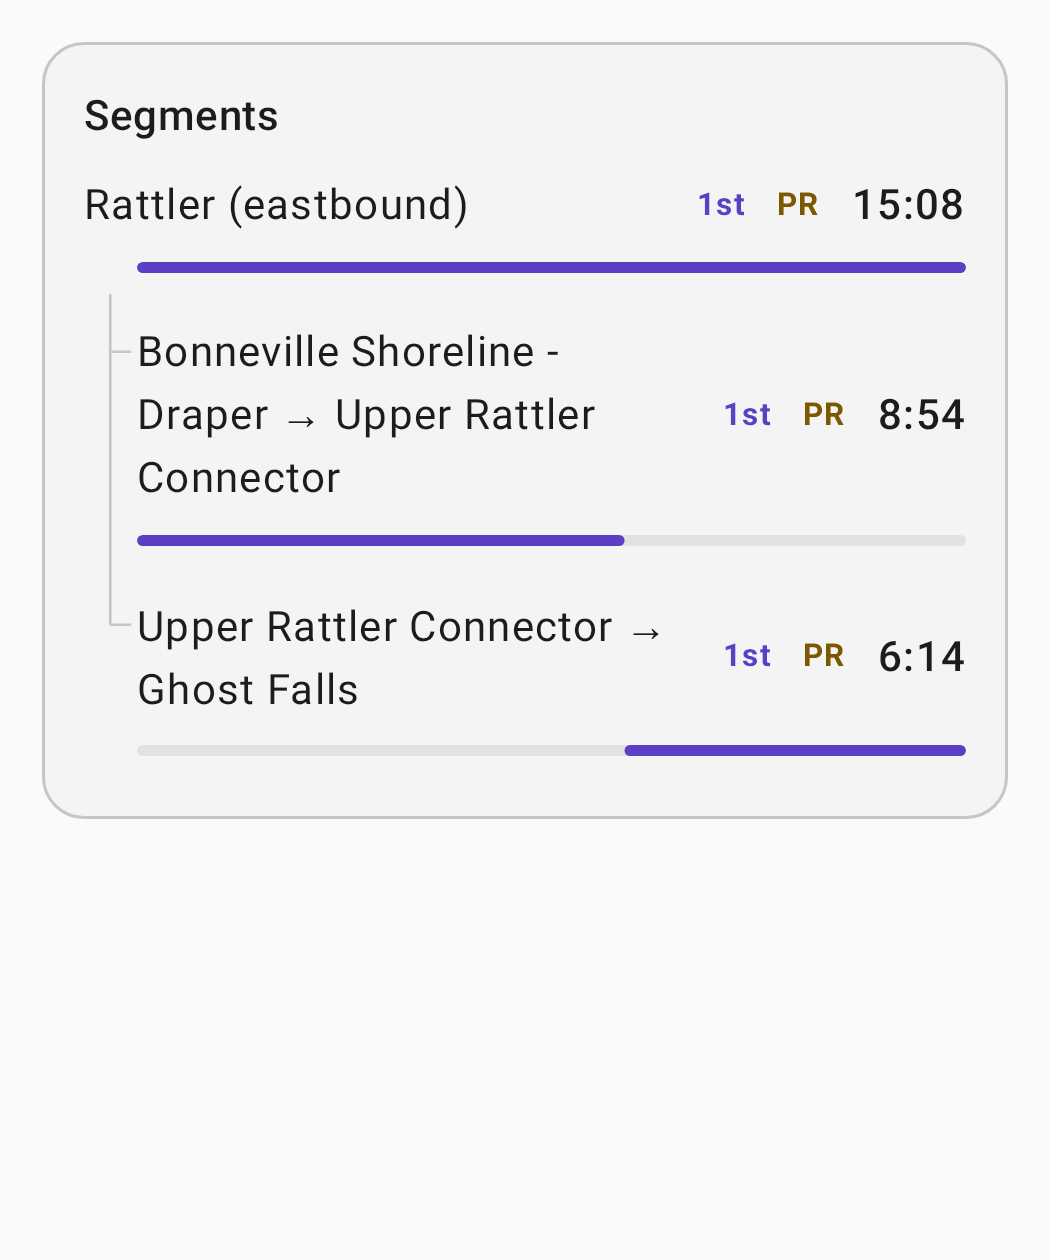 Segments
Rattler (eastbound) 1st PR 15:08
Bonneville Shoreline -
Draper → Upper Rattler 1st PR 8:54
Connector
Upper Rattler Connector →
1st PR 6:14
Ghost Falls